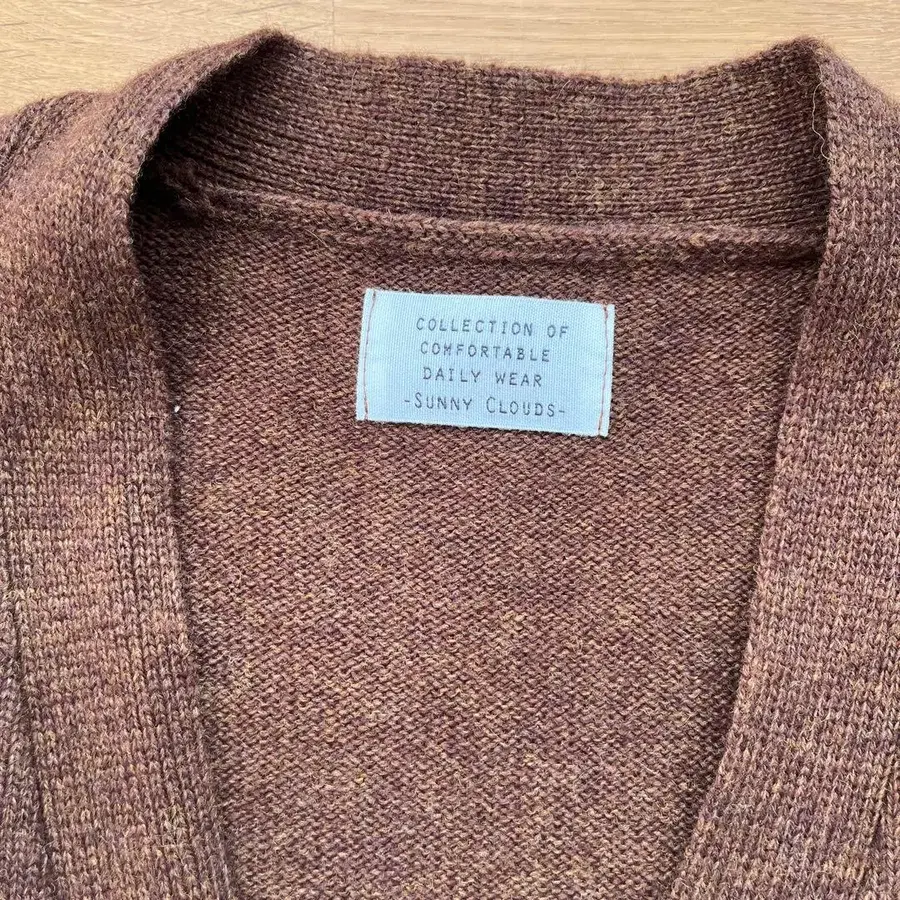 COLLECTION OF
COMFORTABLE
DAILY WEAR
-SUNNY CLOUDS-